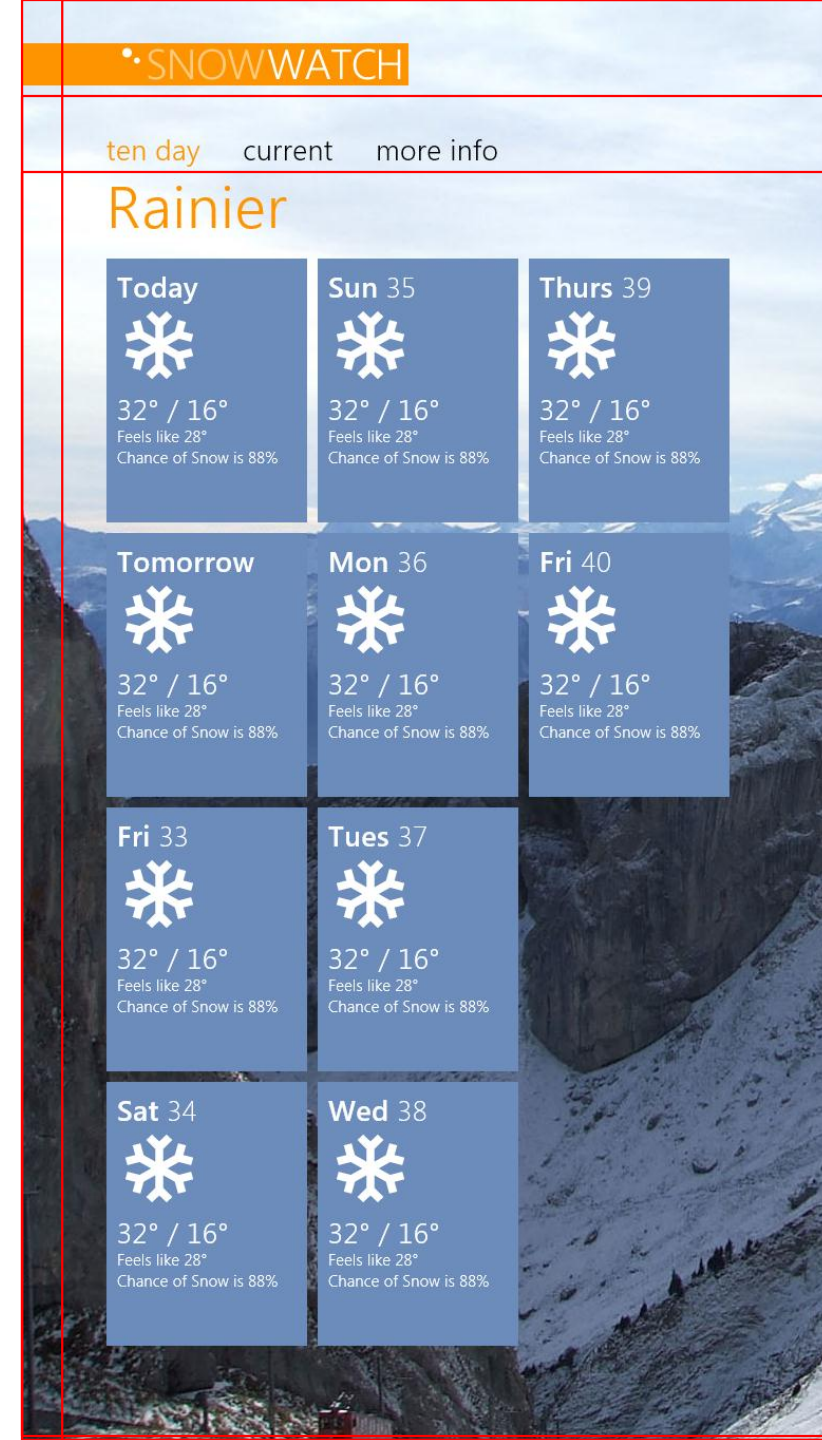 SNOWWATCH
ten day current more info
Rainier
Today
32° / 16°
Feels like 28°
Chance of Snow is 88%
Tomorrow
32° / 16°
Feels like 28°
Chance of Snow is 88%
Fri 33
32° / 16°
Feels like 28°
Chance of Snow is 88%
Sat 34
32° / 16°
Feels like 28°
Chance of Snow is 88%
Sun 35
32° / 16°
Feels like 28°
Chance of Snow is 88%
Mon 36
32° / 16°
Feels like 28°
Chance of Snow is 88%
Tues 37
32° / 16°
Feels like 28°
Chance of Snow is 88%
Wed 38
32° / 16°
Feels like 28°
Chance of Snow is 88%
Thurs 39
32° / 16°
Feels like 28°
Chance of Snow is 88%
Fri 40
32° / 16°
Feels like 28°
Chance of Snow is 88%